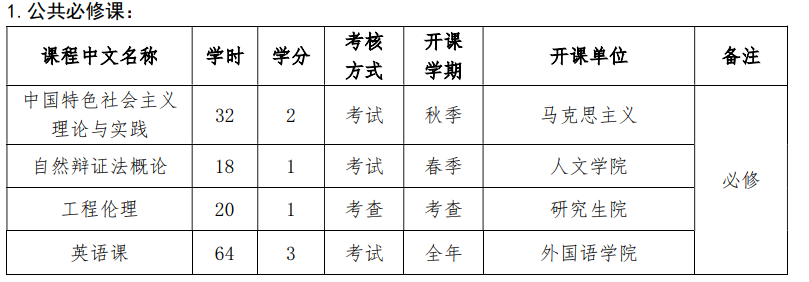 1.公共必修课：
课程中文名称 学时 学分 考核方式 开课学期 开课单位 备注
中国特色社会主义理论与实践 32 2 考试 秋季 马克思主义 必修
自然辩证法概论 18 1 考试 春季 人文学院
工程伦理 20 1 考查 考查 研究生院
英语课 64 3 考试 全年 外国语学院